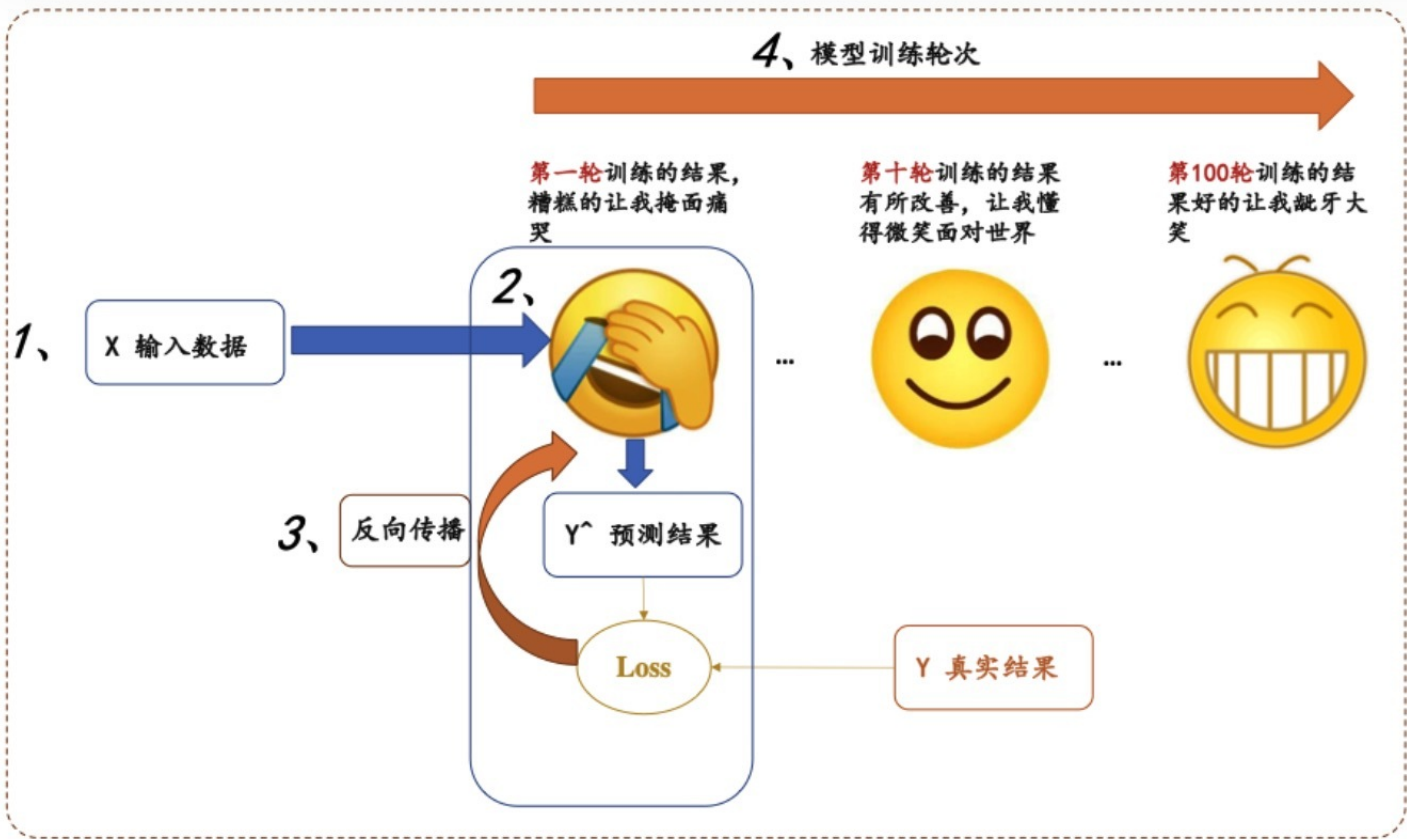 4、模型训练轮次
第一轮训练的结果，
糟糕的让我掩面痛
哭
第十轮训练的结果
有所改善，让我懂
得微笑面对世界
第100轮训练的结
果好的让我龇牙大
笑
1、
X 输入数据
2、
...
...
3、
反向传播
Y^ 预测结果
Loss
Y 真实结果